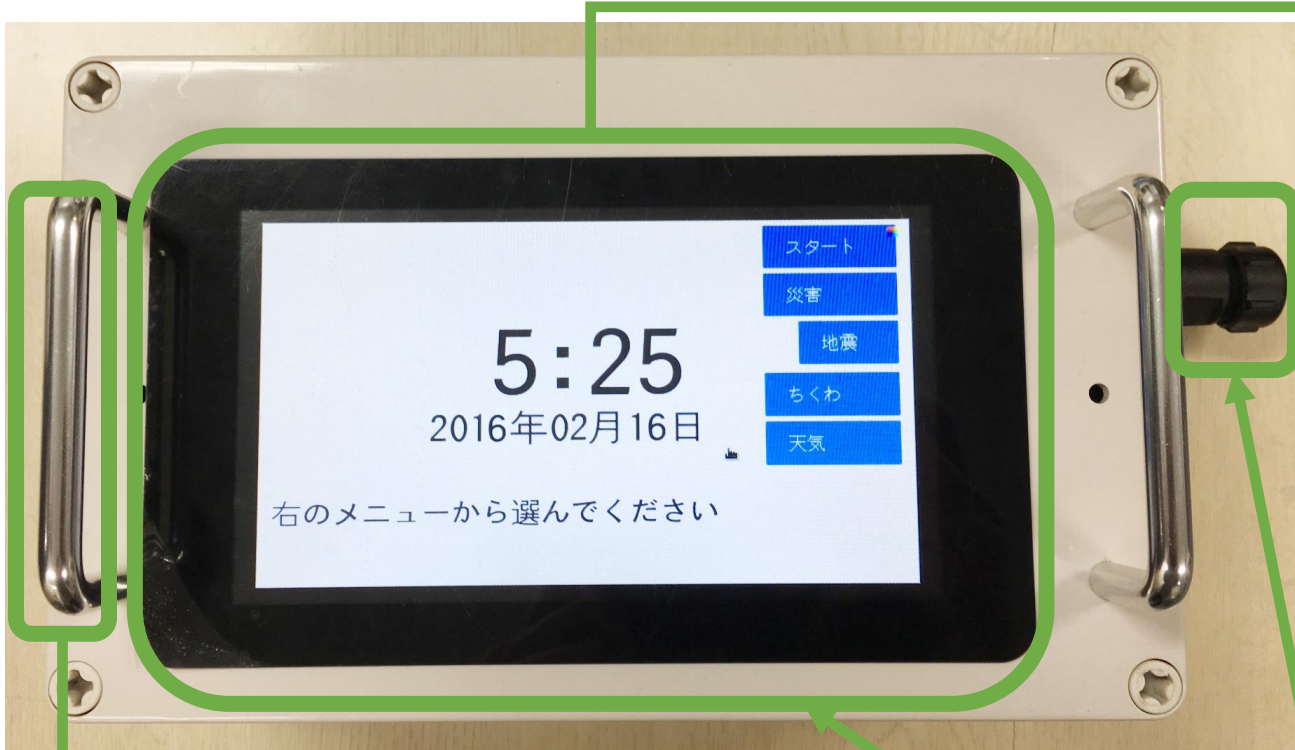 スタート
災害
地震
ちくわ
天気
5:25
2016年02月16日
右のメニューから選んでください